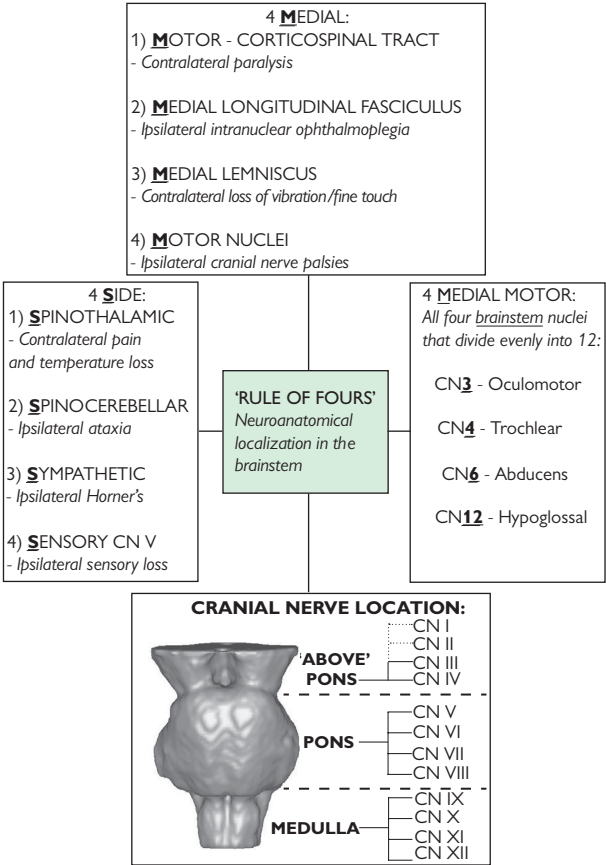 4 MEDIAL:
1) MOTOR - CORTICOSPINAL TRACT
- Contralateral paralysis
2) MEDIAL LONGITUDINAL FASCICULUS
- Ipsilateral intranuclear ophthalmoplegia
3) MEDIAL LEMNISCUS
- Contralateral loss of vibration/fine touch
4) MOTOR NUCLEI
- Ipsilateral cranial nerve palsies
4 SIDE:
1) SPINOTHALAMIC
- Contralateral pain
and temperature loss
2) SPINOCEREBELLAR
- Ipsilateral ataxia
3) SYMPATHETIC
- Ipsilateral Horner's
4) SENSORY CN V
- Ipsilateral sensory loss
'RULE OF FOURS'
Neuroanatomical
localization in the
brainstem
4 MEDIAL MOTOR:
All four brainstem nuclei
that divide evenly into 12:
CN3 - Oculomotor
CN4 - Trochlear
CN6 - Abducens
CN12 - Hypoglossal
CRANIAL NERVE LOCATION:
'ABOVE'
PONS
CN I
CN II
CN III
CN IV
PONS
CN V
CN VI
CN VII
CN VIII
MEDULLA
CN IX
CN X
CN XI
CN XII